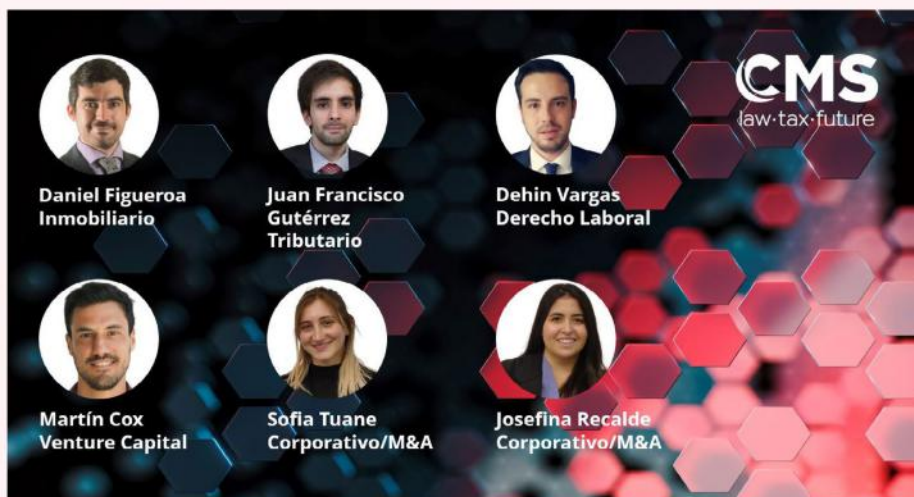 CMS
law·tax·future
Daniel Figueroa
Inmobiliario
Juan Francisco
Gutérrez
Tributario
Dehin Vargas
Derecho Laboral
Martín Cox
Venture Capital
Sofia Tuane
Corporativo/M&A
Josefina Recalde
Corporativo/M&A